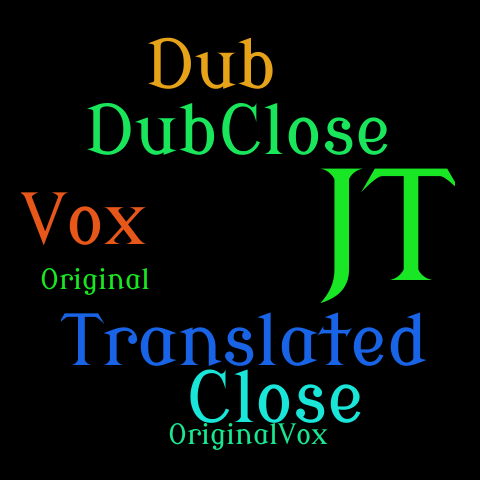 Dub
DubClose
JT
Vox
Original
Translated
Close
OriginalVox